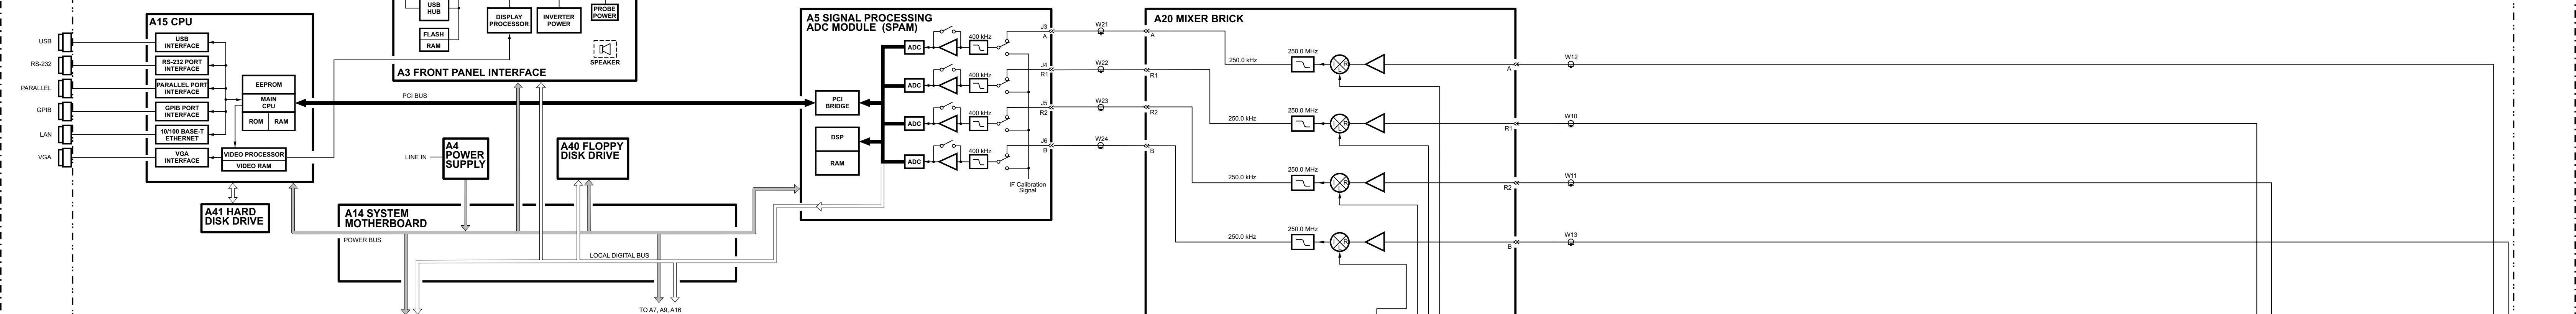 A15 CPU
USB
RS-232
PARALLEL
GPIB
LAN
VGA
USB
INTERFACE
RS-232 PORT
INTERFACE
PARALLEL PORT
INTERFACE
GPIB PORT
INTERFACE
10/100 BASE-T
ETHERNET
VGA
INTERFACE
EEPROM
MAIN
CPU
ROM
RAM
VIDEO PROCESSOR
VIDEO RAM
A41 HARD
DISK DRIVE
USB
HUB
FLASH
RAM
DISPLAY
PROCESSOR
INVERTER
POWER
PROBE
POWER
SPEAKER
A3 FRONT PANEL INTERFACE
PCI BUS
LINE IN
A4
POWER
SUPPLY
A40 FLOPPY
DISK DRIVE
A14 SYSTEM
MOTHERBOARD
POWER BUS
LOCAL DIGITAL BUS
TO A7, A9, A16
A5 SIGNAL PROCESSING
ADC MODULE (SPAM)
PCI
BRIDGE
DSP
RAM
ADC
400 kHz
J3
A
ADC
400 kHz
J4
R1
ADC
400 kHz
J5
R2
ADC
400 kHz
J6
B
IF Calibration
Signal
W21
W22
W23
W24
A20 MIXER BRICK
A
R1
R2
B
250.0 kHz
250.0 MHz
I
R
L
A
W12
250.0 kHz
250.0 MHz
I
R
L
R1
W10
250.0 kHz
250.0 MHz
I
R
L
R2
W11
250.0 kHz
250.0 MHz
I
R
L
B
W13